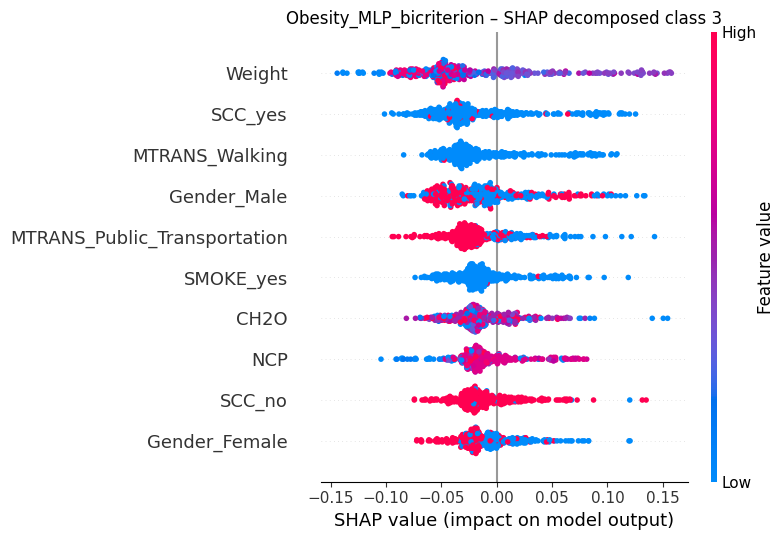 Obesity_MLP_bicriterion – SHAP decomposed class 3
High
Weight
SCC_yes
MTRANS_Walking
Gender_Male
MTRANS_Public_Transportation
SMOKE_yes
CH2O
NCP
SCC_no
Gender_Female
Feature value
Low
−0.15 −0.10 −0.05 0.00 0.05 0.10 0.15
SHAP value (impact on model output)